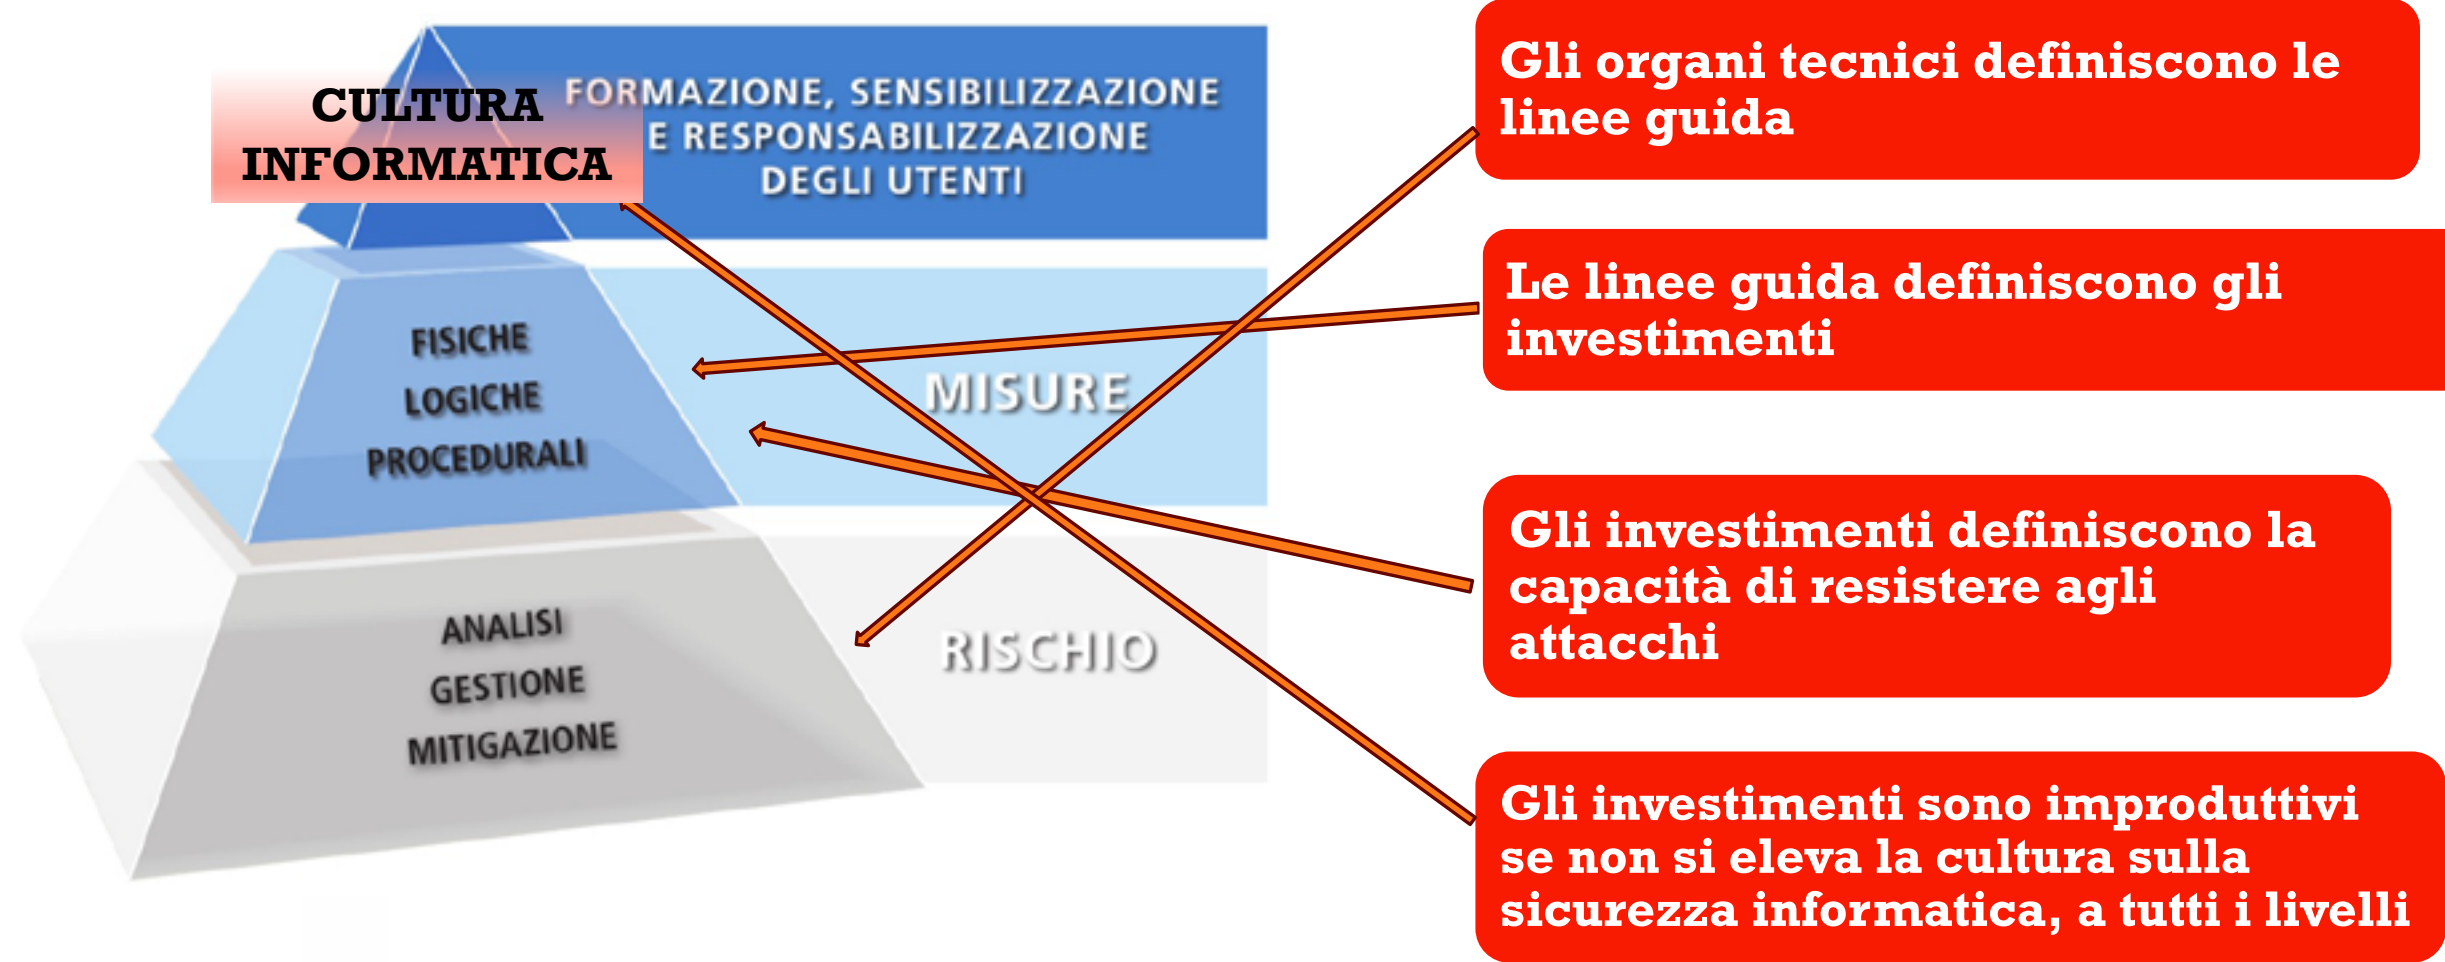 CULTURA
INFORMATICA
FORMAZIONE, SENSIBILIZZAZIONE
E RESPONSABILIZZAZIONE
DEGLI UTENTI
FISICHE
LOGICHE
PROCEDURALI
MISURE
ANALISI
GESTIONE
MITIGAZIONE
RISCHIO
Gli organi tecnici definiscono le
linee guida
Le linee guida definiscono gli
investimenti
Gli investimenti definiscono la
capacità di resistere agli
attacchi
Gli investimenti sono improduttivi
se non si eleva la cultura sulla
sicurezza informatica, a tutti i livelli